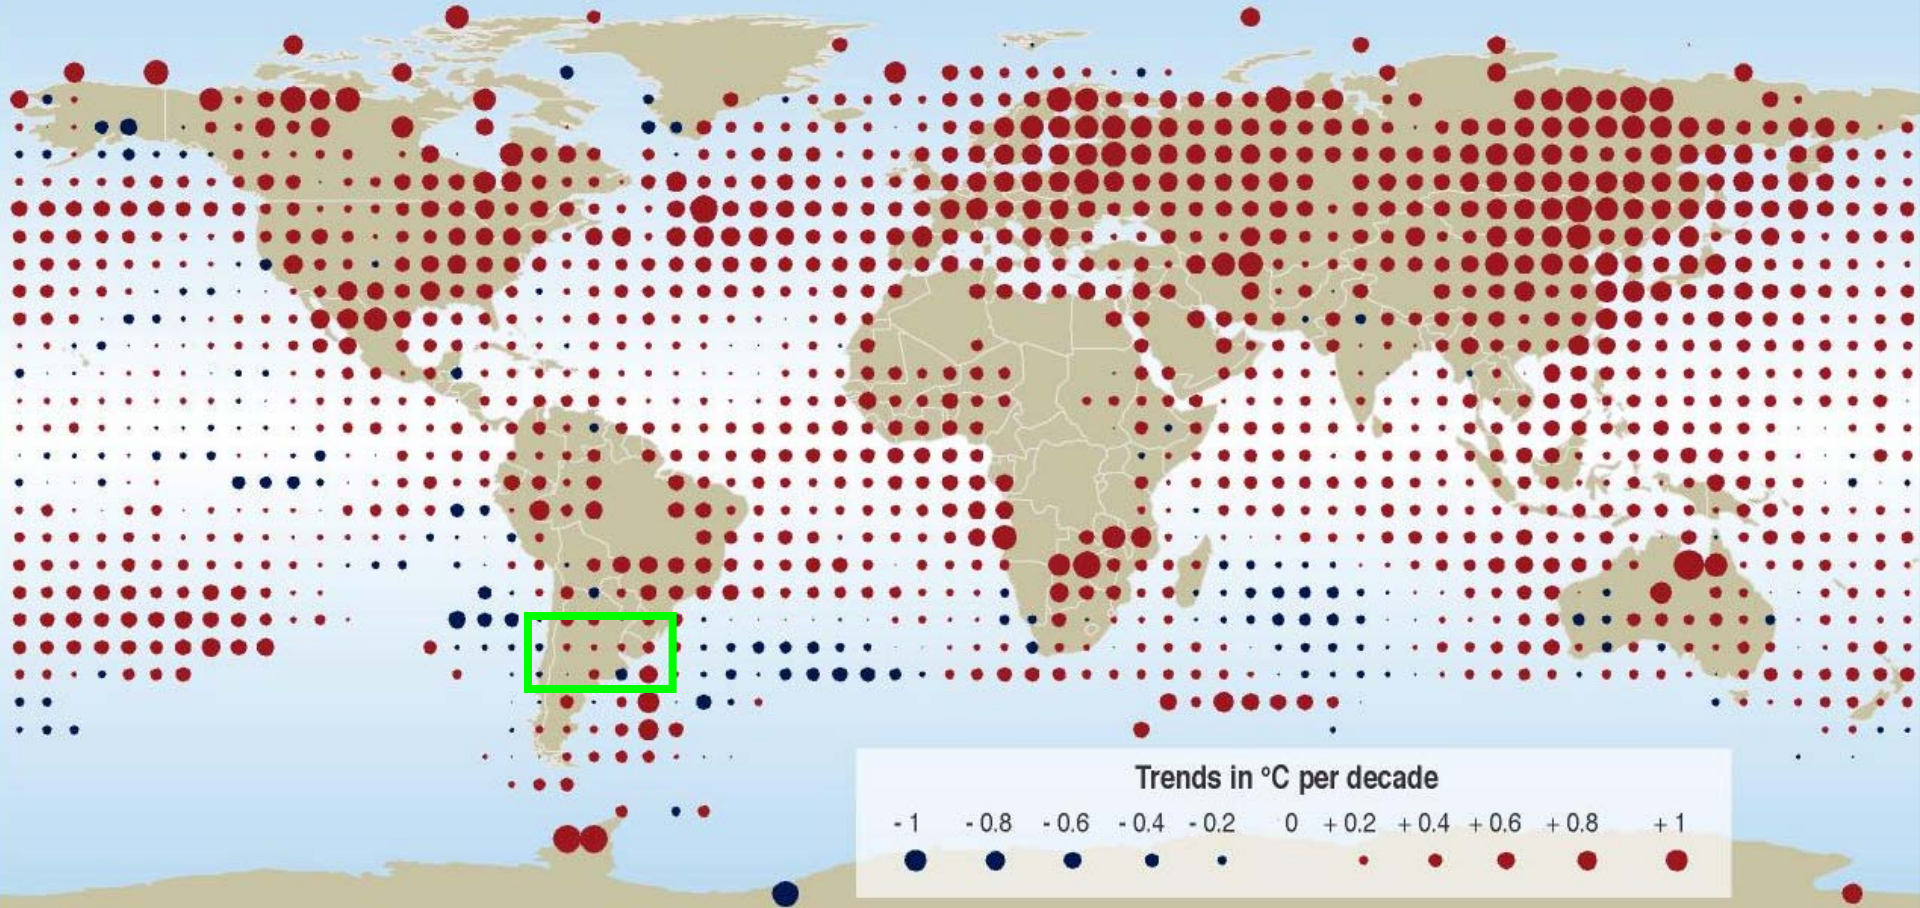 Trends in °C per decade
- 1 - 0.8 - 0.6 - 0.4 - 0.2 0 + 0.2 + 0.4 + 0.6 + 0.8 + 1